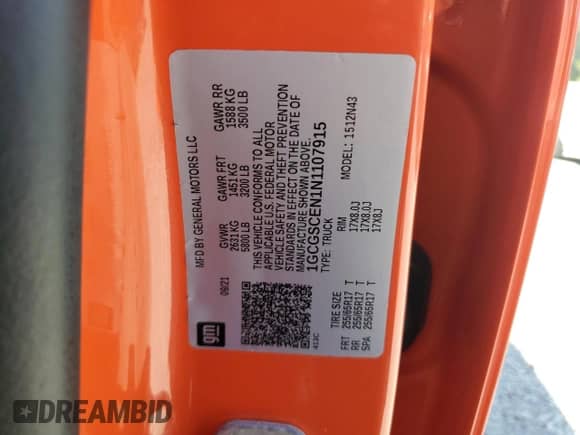 MFD BY GENERAL MOTORS LLC
09/21
GVWR GAWR FRT GAWR RR
2631 KG 1451 KG 1588 KG
5800 LB 3200 LB 3500 LB
THIS VEHICLE CONFORMS TO ALL
APPLICABLE U.S. FEDERAL MOTOR
VEHICLE SAFETY AND THEFT PREVENTION
STANDARDS IN EFFECT ON THE DATE OF
MANUFACTURE SHOWN ABOVE.
1GCGSCEN1N1107915
TYPE: TRUCK MODEL: 1512N43
TIRE SIZE RIM
FRT 255/65R17 T 17X8.0J
RR 255/65R17 T 17X8.0J
SPA 255/65R17 T 17X8J
413C
gm
DREAMBID